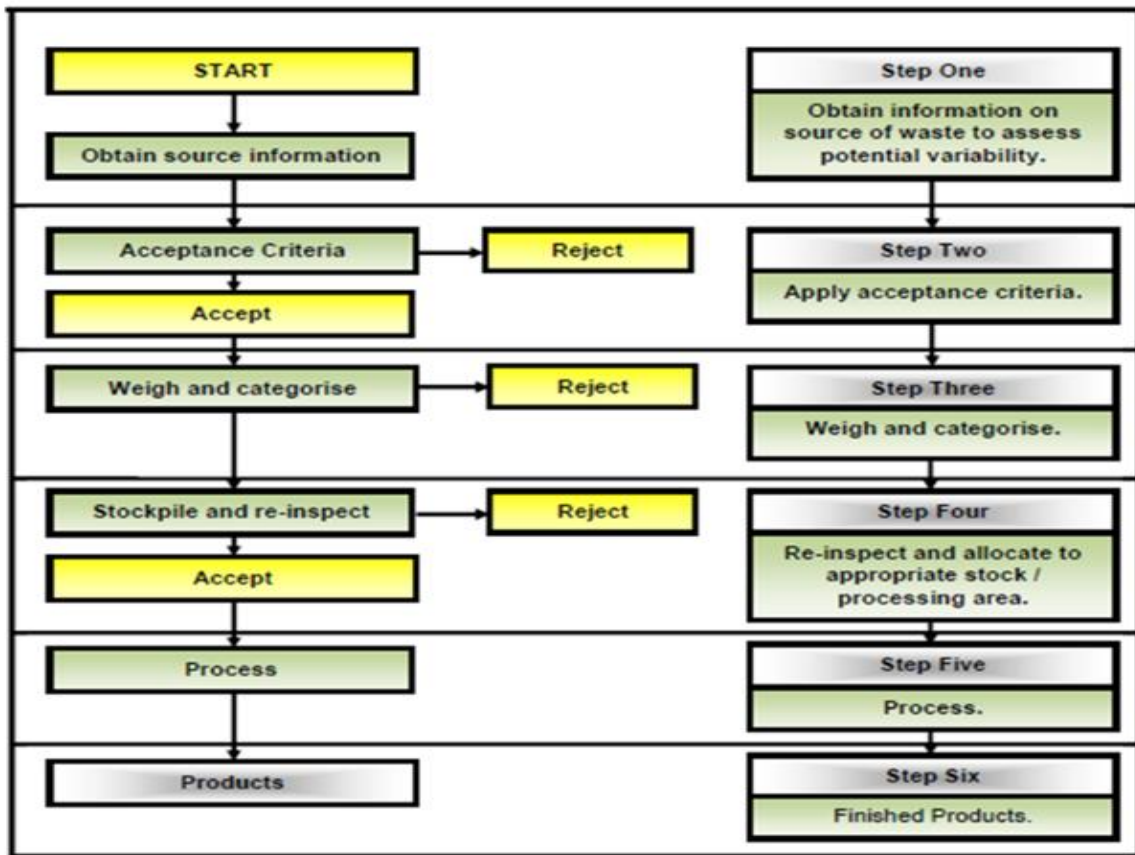 START
Obtain source information
Step One
Obtain information on
source of waste to assess
potential variability.
Acceptance Criteria
Reject
Accept
Step Two
Apply acceptance criteria.
Weigh and categorise
Reject
Step Three
Weigh and categorise.
Stockpile and re-inspect
Reject
Accept
Step Four
Re-inspect and allocate to
appropriate stock /
processing area.
Process
Step Five
Process.
Products
Step Six
Finished Products.